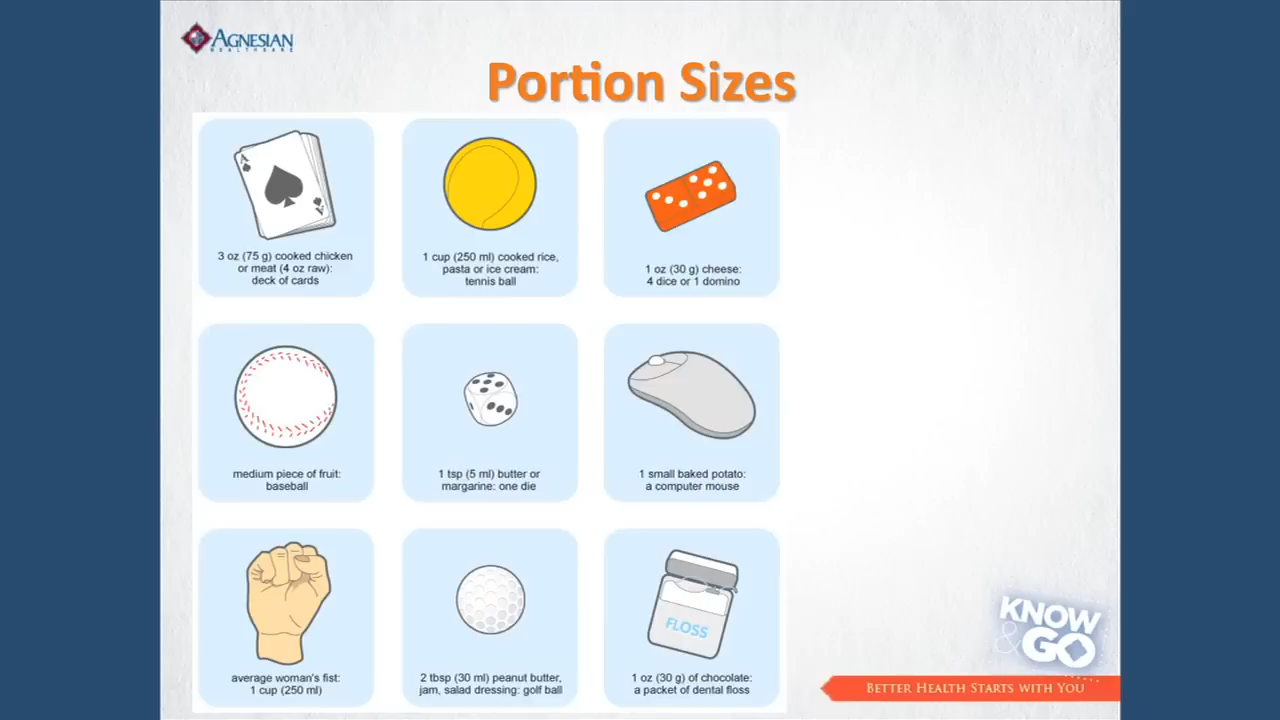 AGNESIAN
HEALTHCARE
Portion Sizes
A
A
3 oz (75 g) cooked chicken
or meat (4 oz raw):
deck of cards
1 cup (250 ml) cooked rice,
pasta or ice cream:
tennis ball
1 oz (30 g) cheese:
4 dice or 1 domino
medium piece of fruit:
baseball
1 tsp (5 ml) butter or
margarine: one die
1 small baked potato:
a computer mouse
average woman's fist:
1 cup (250 ml)
2 tbsp (30 ml) peanut butter,
jam, salad dressing: golf ball
FLOSS
1 oz (30 g) of chocolate:
a packet of dental floss
KNOW
& GO
BETTER HEALTH STARTS WITH YOU